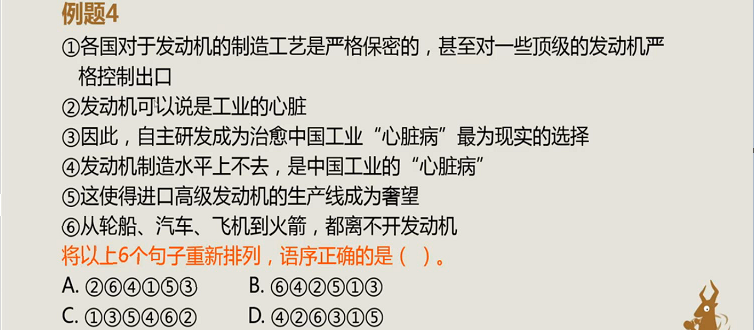 例题4
①各国对于发动机的制造工艺是严格保密的，甚至对一些顶级的发动机严
格控制出口
②发动机可以说是工业的心脏
③因此，自主研发成为治愈中国工业“心脏病”最为现实的选择
④发动机制造水平上不去，是中国工业的“心脏病”
⑤这使得进口高级发动机的生产线成为奢望
⑥从轮船、汽车、飞机到火箭，都离不开发动机
将以上6个句子重新排列，语序正确的是（ ）。
A. ②⑥④①⑤③ B. ⑥④②⑤①③
C. ①③⑤④⑥② D. ④②⑥③①⑤